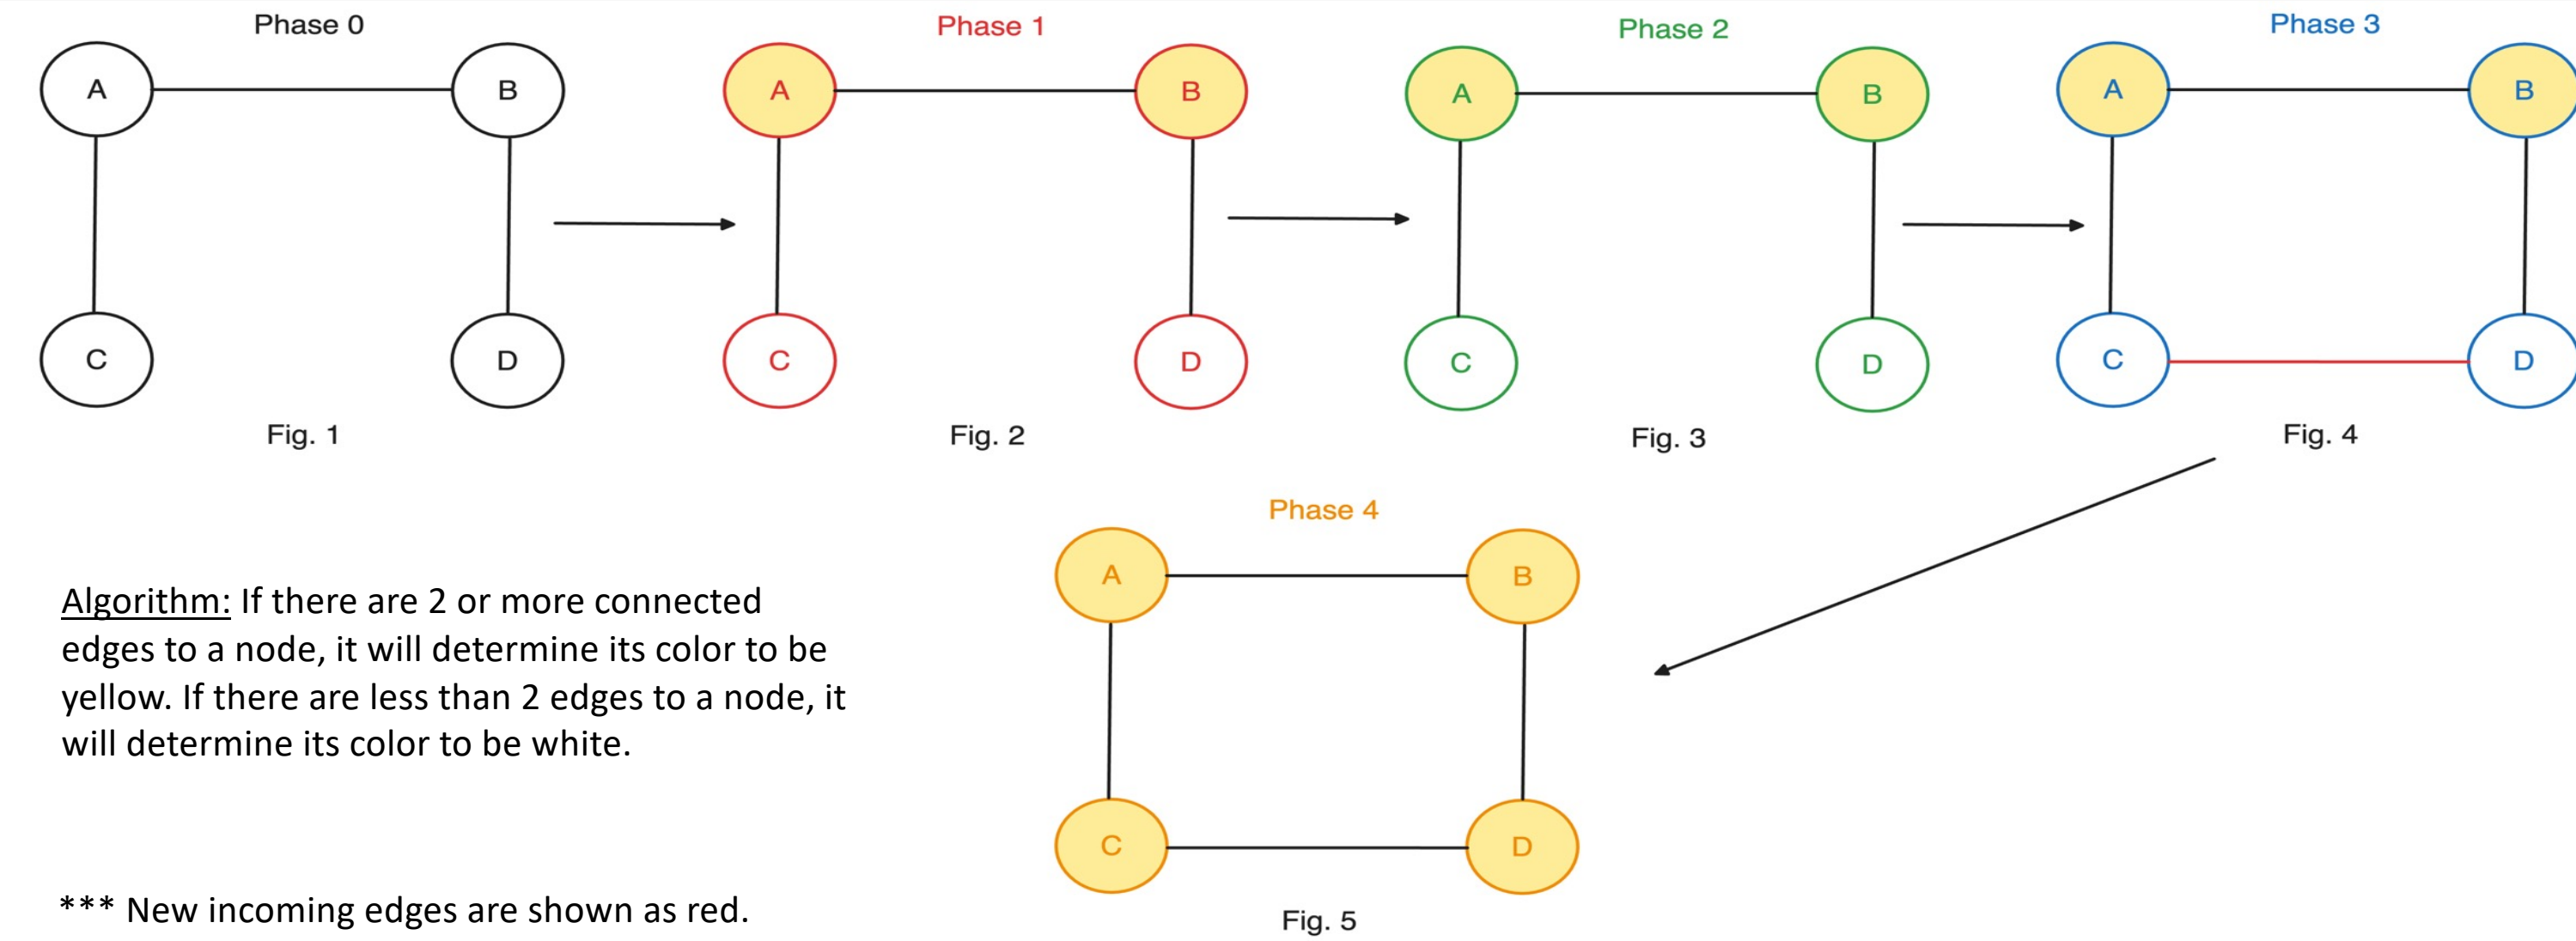 Phase 0
Phase 1
Phase 2
Phase 3
A
B
A
B
A
B
A
B
C
D
C
D
C
D
C
D
Fig. 1
Fig. 2
Fig. 3
Fig. 4
Phase 4
A
B
C
D
Fig. 5
Algorithm: If there are 2 or more connected
edges to a node, it will determine its color to be
yellow. If there are less than 2 edges to a node, it
will determine its color to be white.
*** New incoming edges are shown as red.